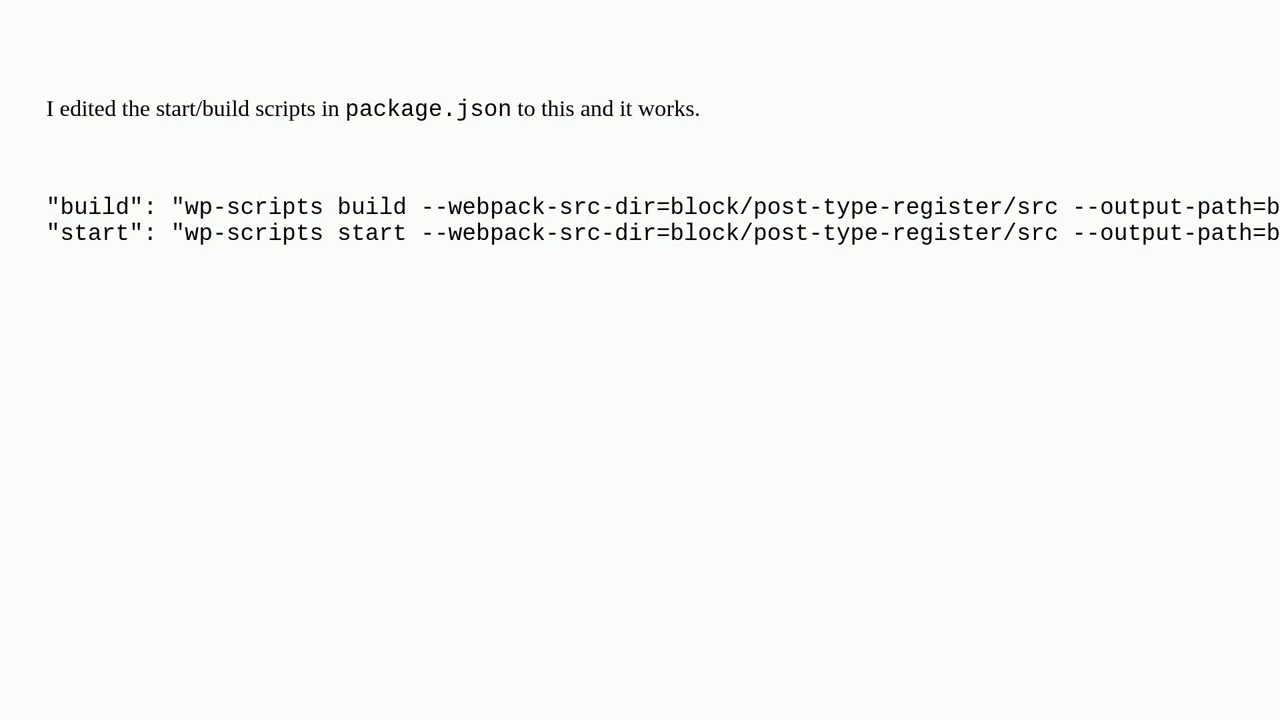 I edited the start/build scripts in package.json to this and it works.
"build": "wp-scripts build --webpack-src-dir=block/post-type-register/src --output-path=b
"start": "wp-scripts start --webpack-src-dir=block/post-type-register/src --output-path=b